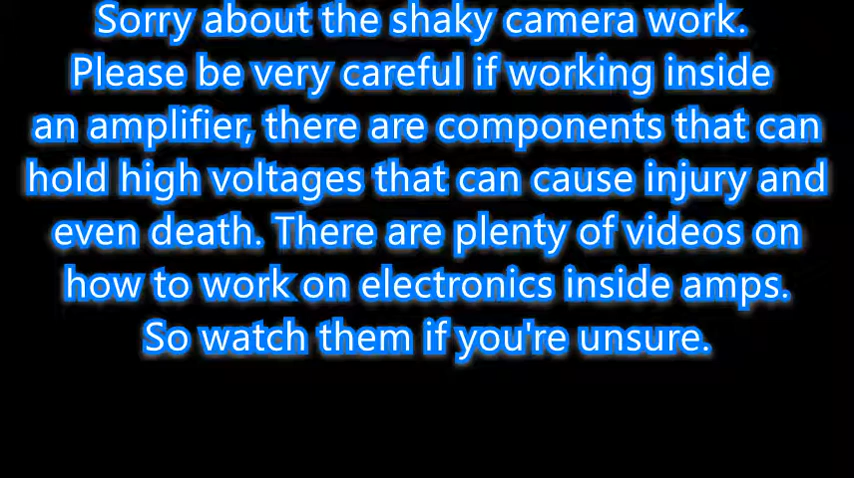 Sorry about the shaky camera work.
Please be very careful if working inside
an amplifier, there are components that can
hold high voltages that can cause injury and
even death. There are plenty of videos on
how to work on electronics inside amps.
So watch them if you're unsure.